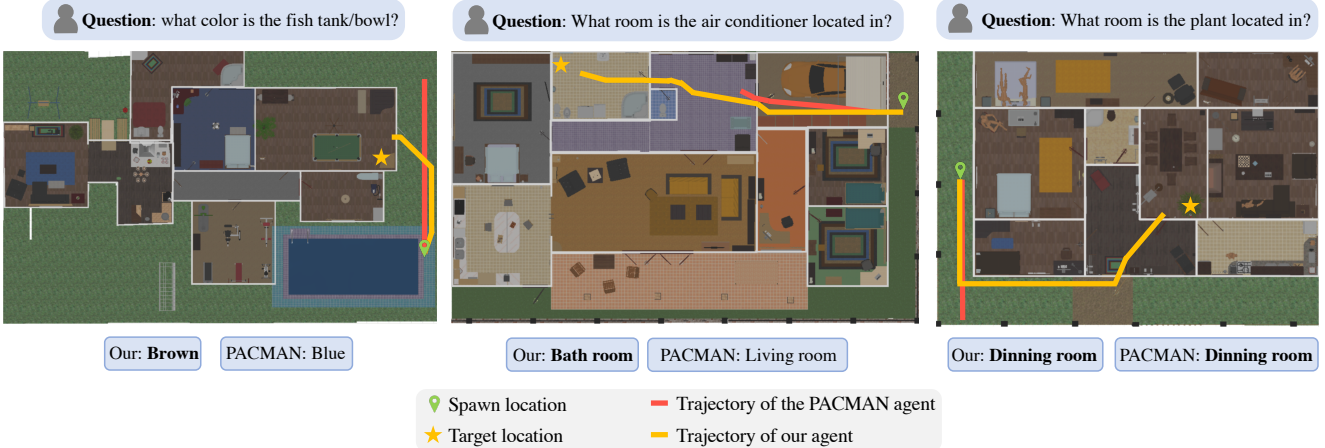 Question: what color is the fish tank/bowl?
Question: What room is the air conditioner located in?
Question: What room is the plant located in?
Our: Brown
PACMAN: Blue
Our: Bath room
PACMAN: Living room
Our: Dinning room
PACMAN: Dinning room
Spawn location
Trajectory of the PACMAN agent
Target location
Trajectory of our agent